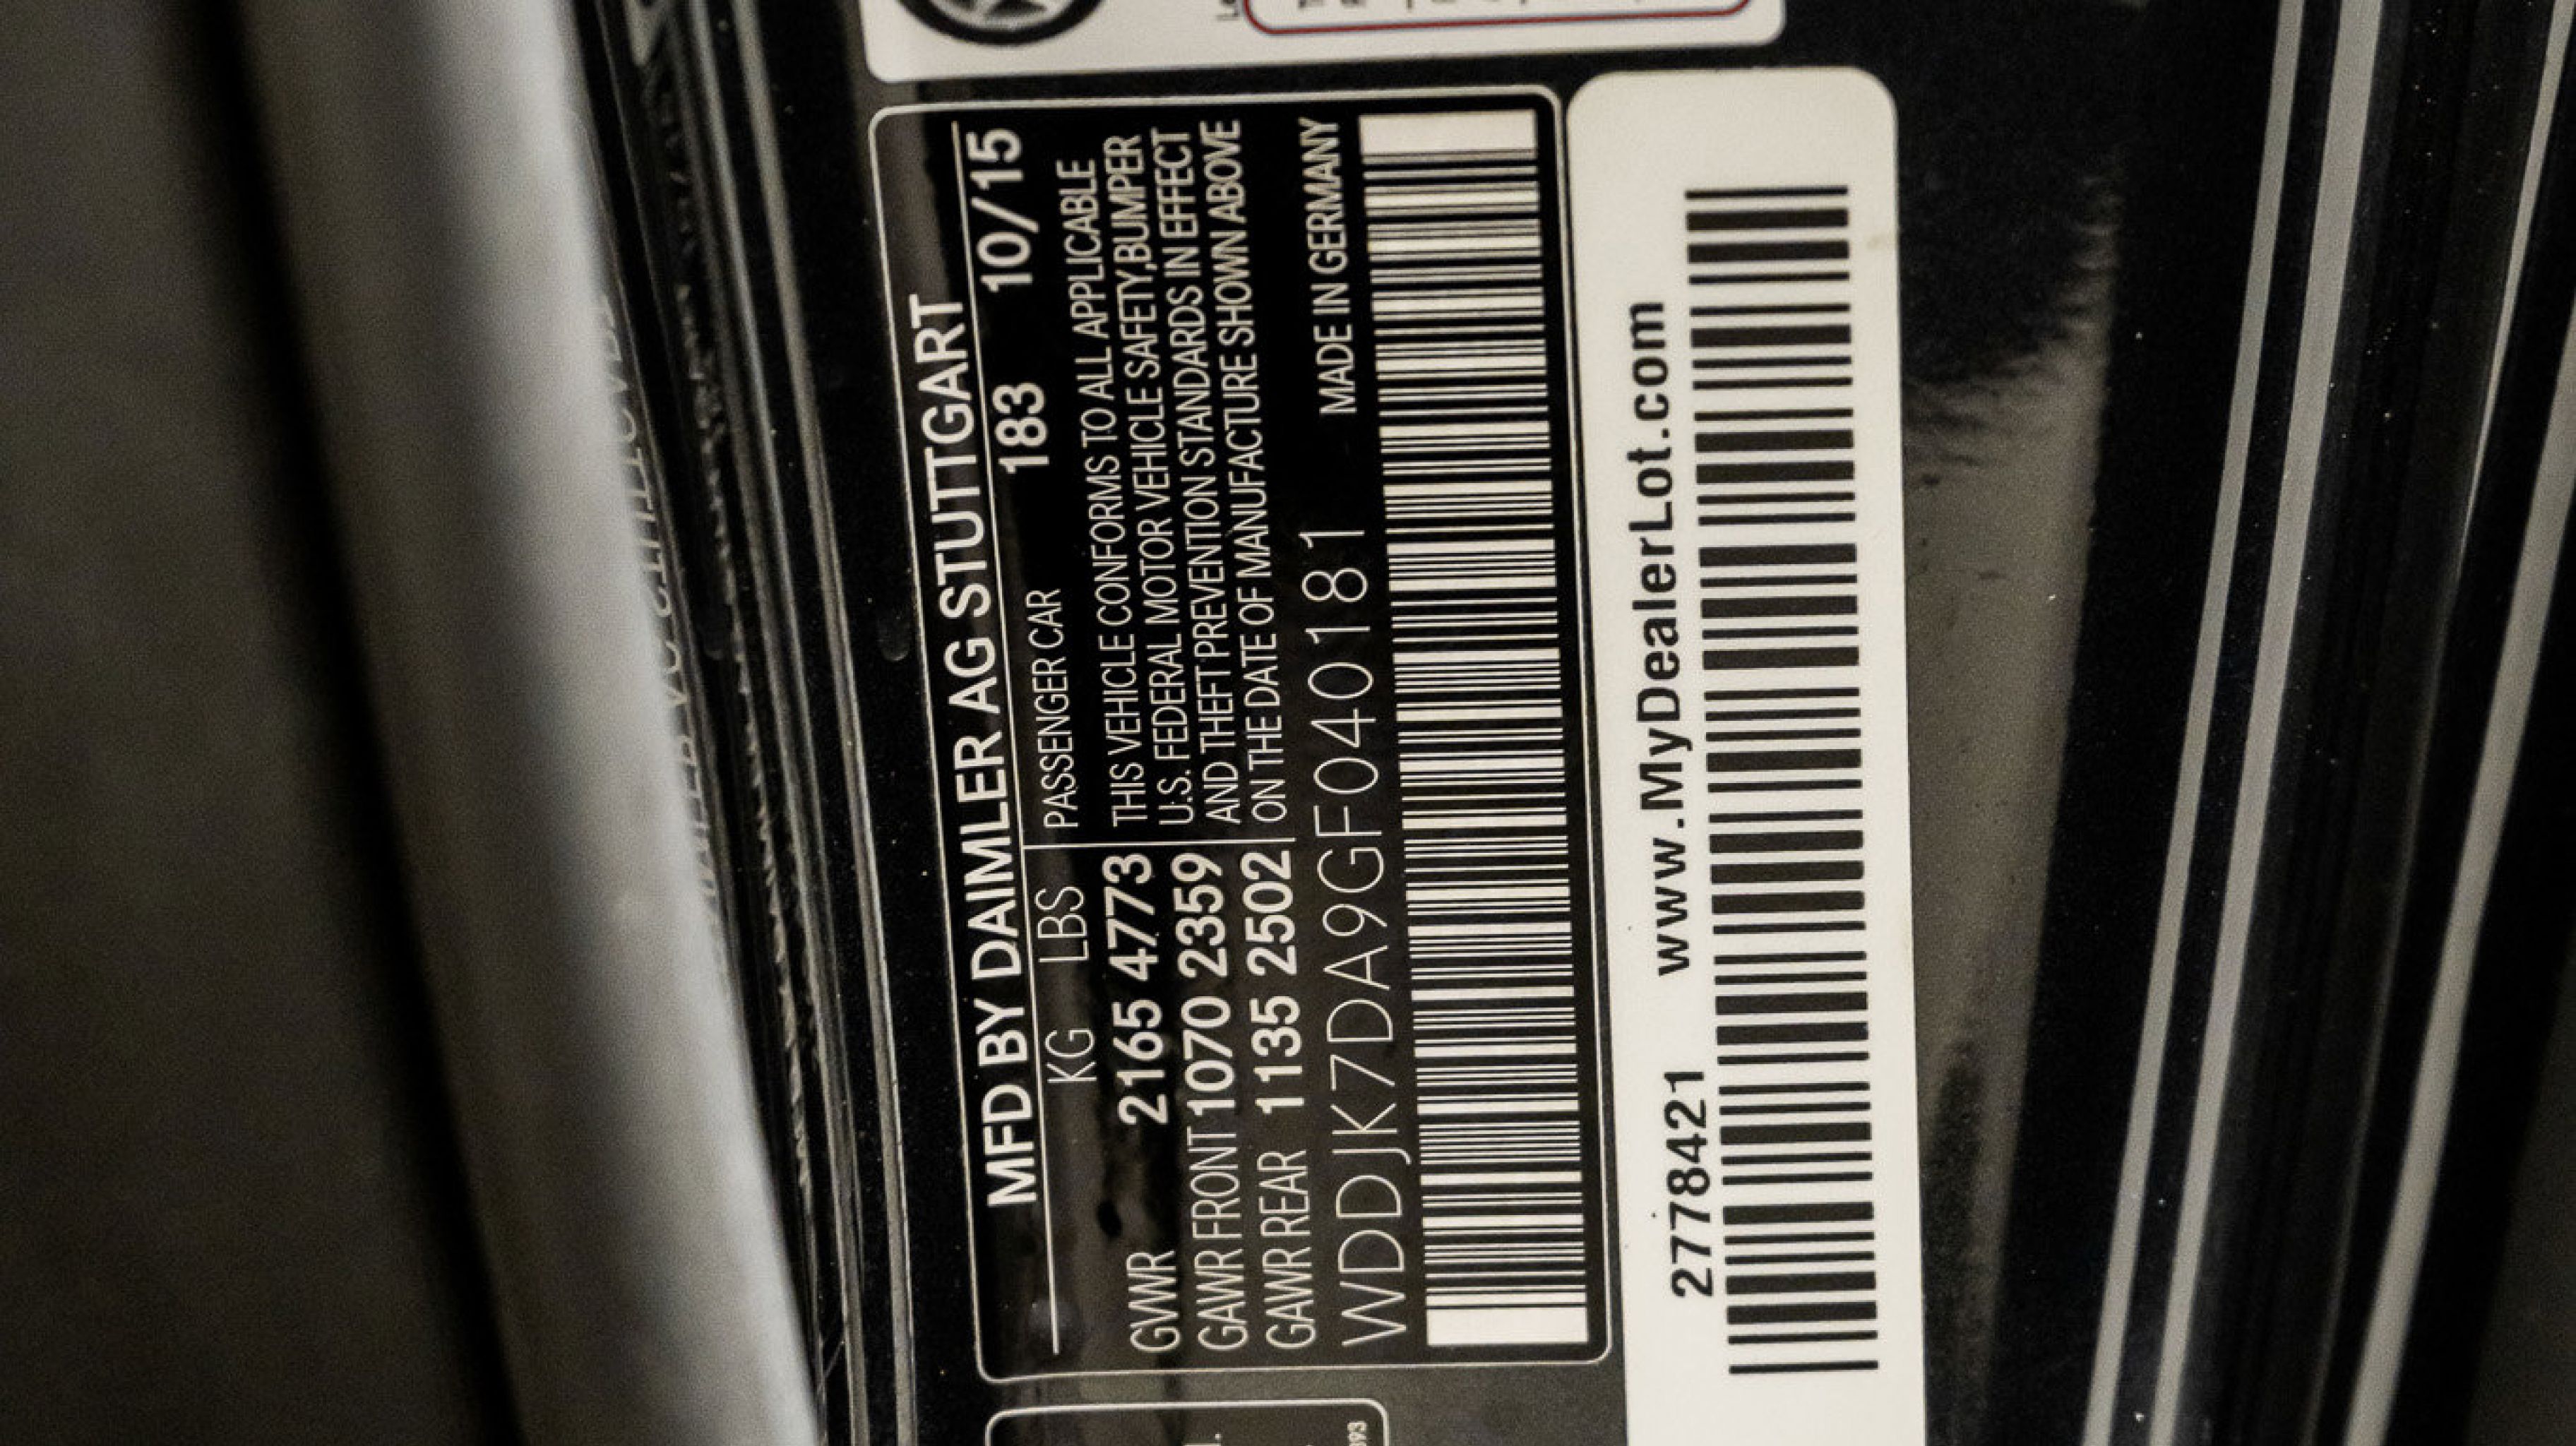 MFD BY DAIMLER AG STUTTGART
KG LBS 183 10/15
PASSENGER CAR
GVWR 2165 4773
GAWR FRONT 1070 2359
GAWR REAR 1135 2502
THIS VEHICLE CONFORMS TO ALL APPLICABLE
U.S. FEDERAL MOTOR VEHICLE SAFETY,BUMPER
AND THEFT PREVENTION STANDARDS IN EFFECT
ON THE DATE OF MANUFACTURE SHOWN ABOVE
WDDJK7DA9GF040181 MADE IN GERMANY
2778421 www.MyDealerLot.com